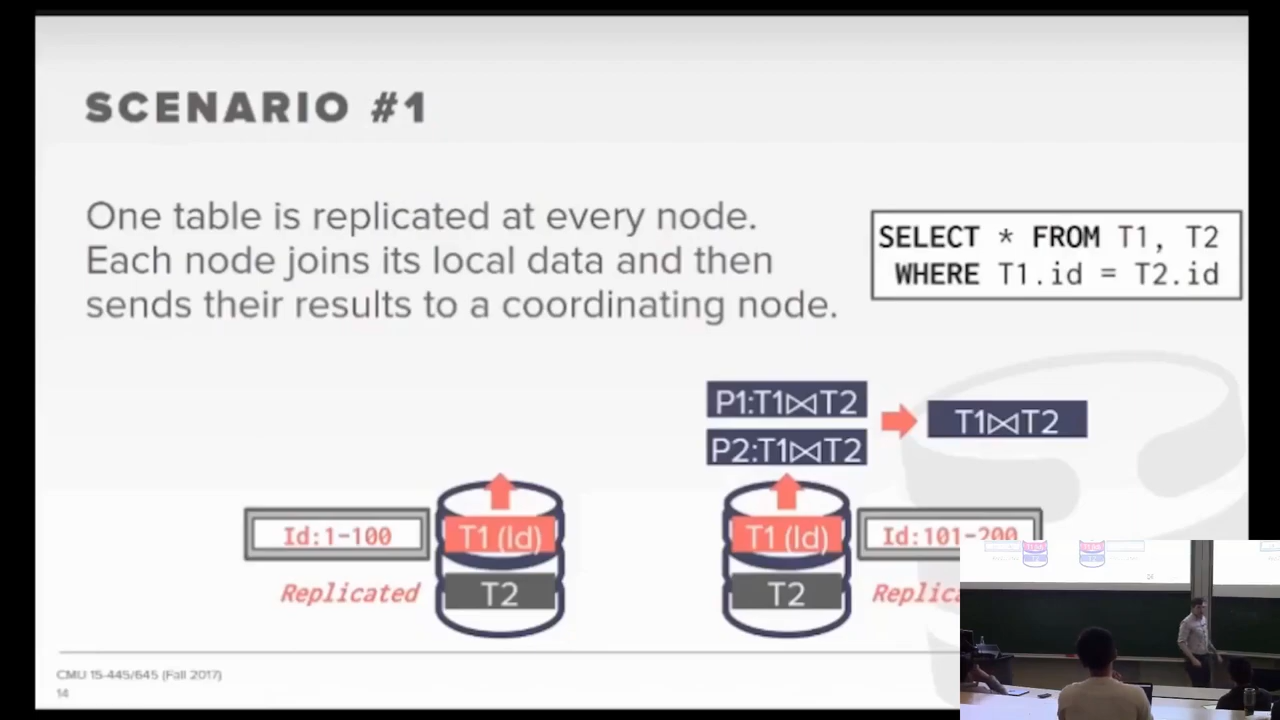 SCENARIO #1
One table is replicated at every node.
Each node joins its local data and then
sends their results to a coordinating node.
SELECT * FROM T1, T2
WHERE T1.id = T2.id
P1:T1⋈T2
P2:T1⋈T2
T1⋈T2
Id:1-100
T1 (Id)
T1 (Id)
Id:101-200
Replicated
T2
T2
CMU 15-445/645 (Fall 2017)
14